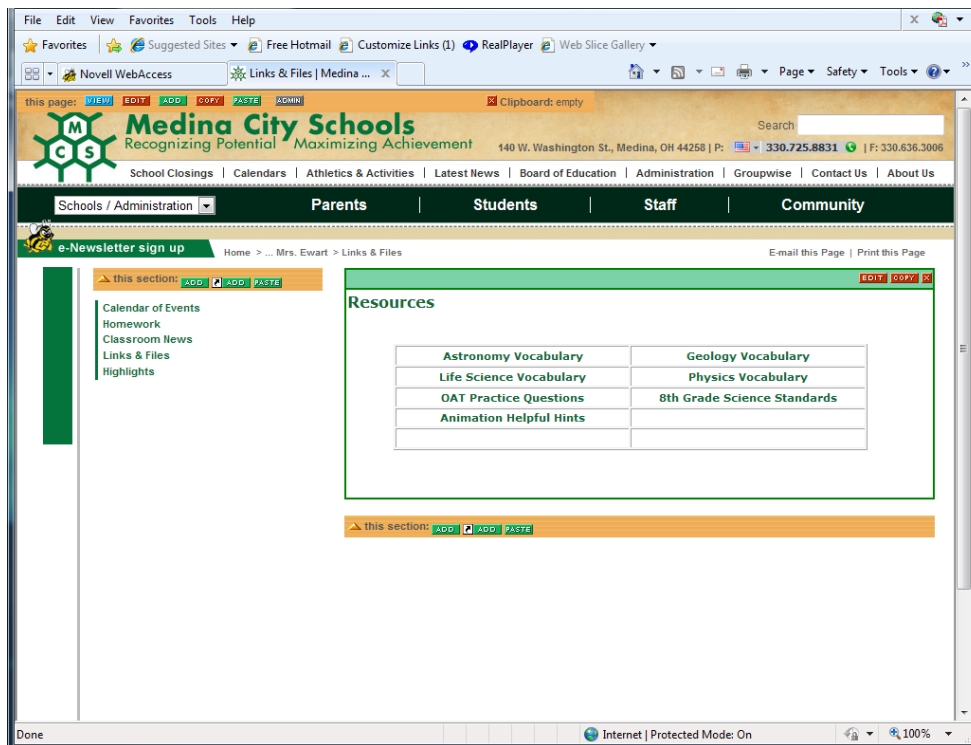 File Edit View Favorites Tools Help
Favorites Suggested Sites Free Hotmail Customize Links (1) RealPlayer Web Slice Gallery
Novell WebAccess Links & Files | Medina ... X Page Safety Tools »
this page: VIEW EDIT ADD COPY PASTE ADMIN Clipboard: empty
M C S
Medina City Schools
Recognizing Potential Maximizing Achievement
Search
140 W. Washington St., Medina, OH 44258 | P: 330.725.8831 | F: 330.636.3006
School Closings | Calendars | Athletics & Activities | Latest News | Board of Education | Administration | Groupwise | Contact Us | About Us
Schools / Administration Parents | Students | Staff | Community
e-Newsletter sign up Home > ... Mrs. Ewart > Links & Files E-mail this Page | Print this Page
this section: ADD ADD PASTE
EDIT COPY X
Calendar of Events
Homework
Classroom News
Links & Files
Highlights
Resources
Astronomy Vocabulary Geology Vocabulary
Life Science Vocabulary Physics Vocabulary
OAT Practice Questions 8th Grade Science Standards
Animation Helpful Hints
this section: ADD ADD PASTE
Done Internet | Protected Mode: On 100%